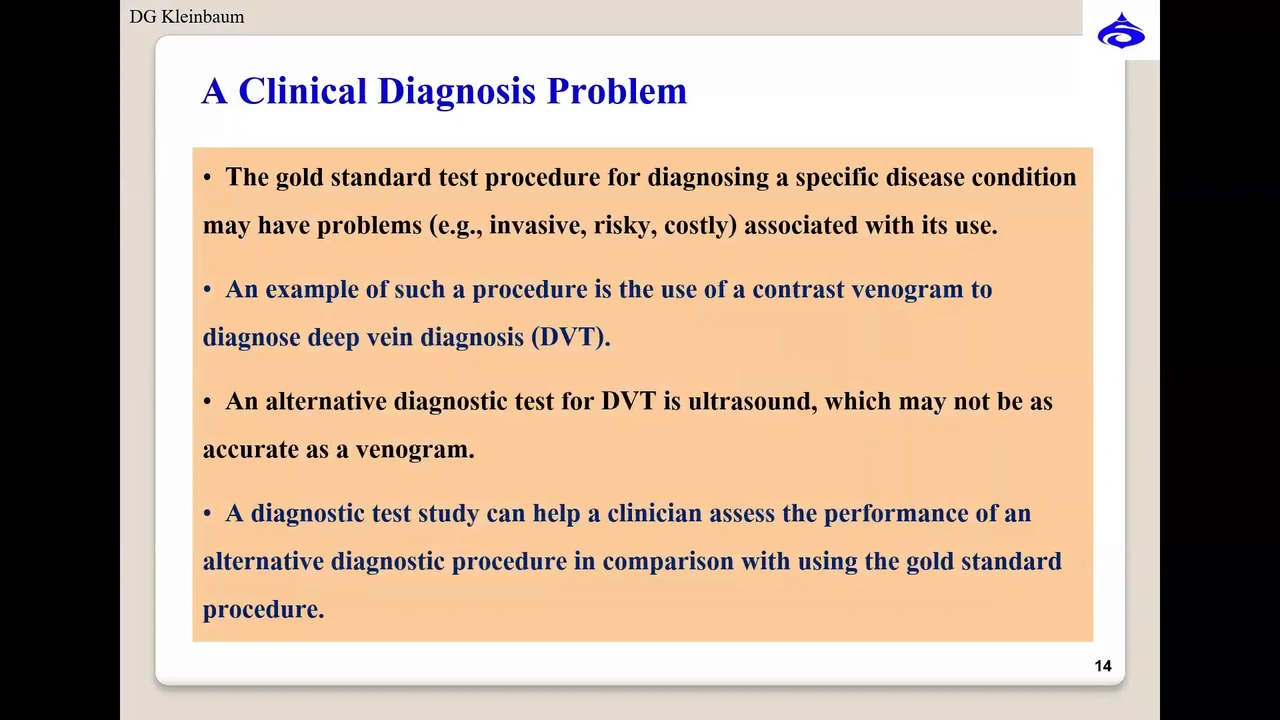 DG Kleinbaum
A Clinical Diagnosis Problem
• The gold standard test procedure for diagnosing a specific disease condition
may have problems (e.g., invasive, risky, costly) associated with its use.
• An example of such a procedure is the use of a contrast venogram to
diagnose deep vein diagnosis (DVT).
• An alternative diagnostic test for DVT is ultrasound, which may not be as
accurate as a venogram.
• A diagnostic test study can help a clinician assess the performance of an
alternative diagnostic procedure in comparison with using the gold standard
procedure.
14